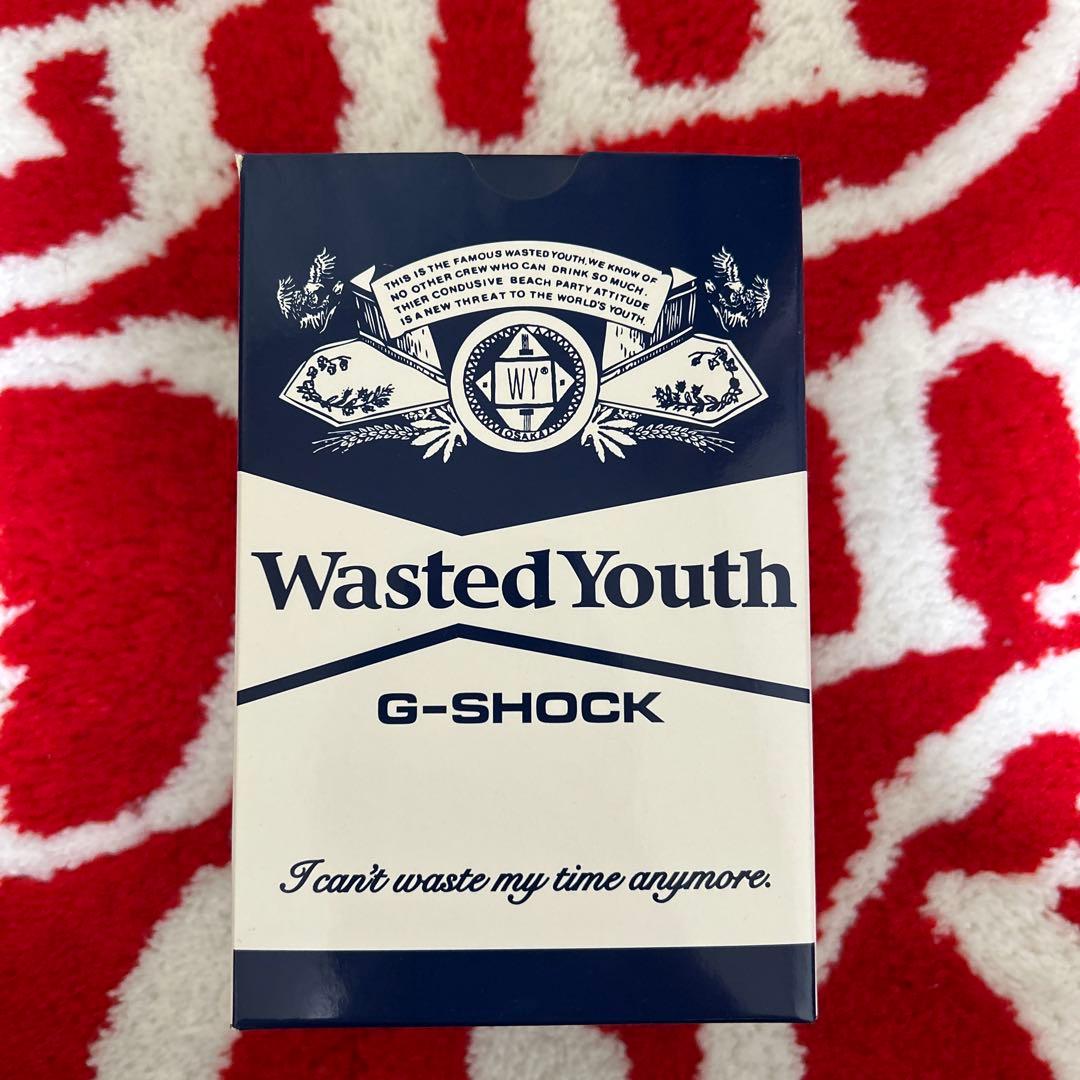 THIS IS THE FAMOUS WASTED YOUTH. WE KNOW OF
NO OTHER CREW WHO CAN DRINK SO MUCH.
THIER CONDUSIVE BEACH PARTY ATTITUDE
IS A NEW THREAT TO THE WORLD'S YOUTH.
WY®
OSAKA
Wasted Youth
G-SHOCK
I can't waste my time anymore.